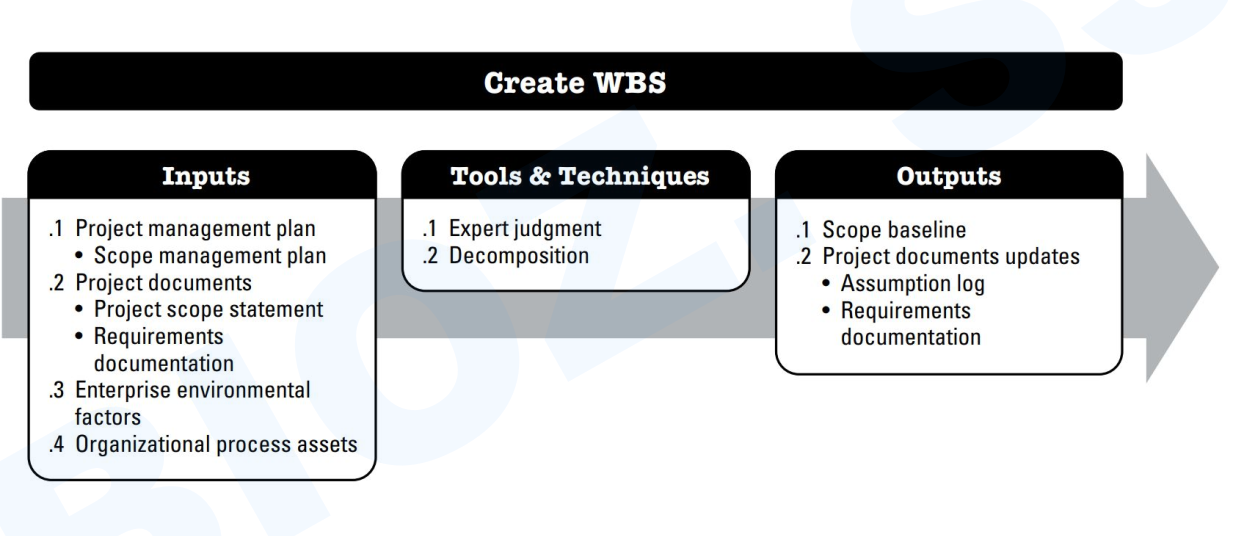 Create WBS
Inputs
.1 Project management plan
• Scope management plan
.2 Project documents
• Project scope statement
• Requirements
documentation
.3 Enterprise environmental
factors
.4 Organizational process assets
Tools & Techniques
.1 Expert judgment
.2 Decomposition
Outputs
.1 Scope baseline
.2 Project documents updates
• Assumption log
• Requirements
documentation